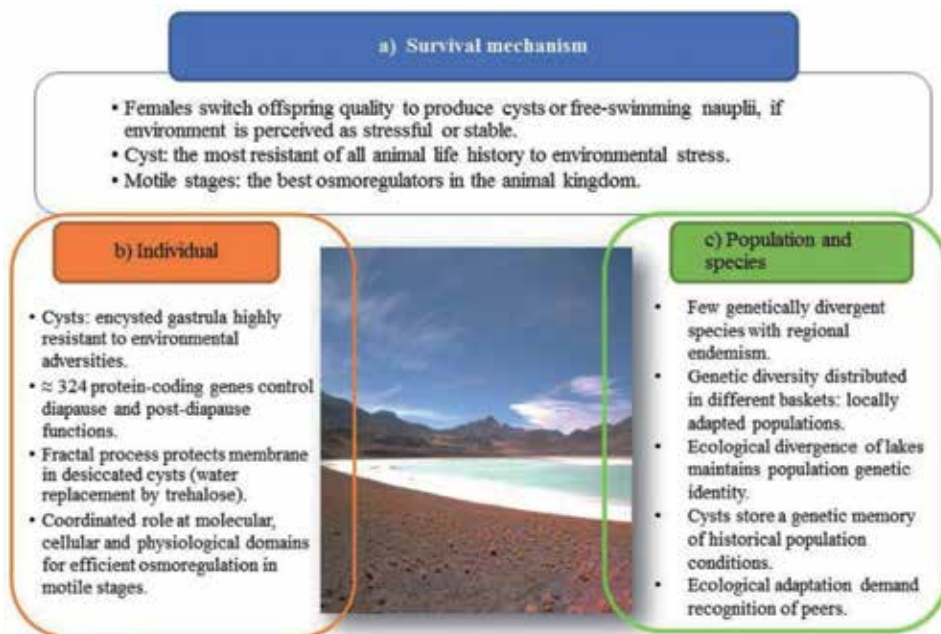 a) Survival mechanism
• Females switch offspring quality to produce cysts or free-swimming nauplii, if
environment is perceived as stressful or stable.
• Cyst: the most resistant of all animal life history to environmental stress.
• Motile stages: the best osmoregulators in the animal kingdom.
b) Individual
• Cysts: encysted gastrula highly
resistant to environmental
adversities.
• ≈ 324 protein-coding genes control
diapause and post-diapause
functions.
• Fractal process protects membrane
in desiccated cysts (water
replacement by trehalose).
• Coordinated role at molecular,
cellular and physiological domains
for efficient osmoregulation in
motile stages.
c) Population and
species
• Few genetically divergent
species with regional
endemism.
• Genetic diversity distributed
in different baskets: locally
adapted populations.
• Ecological divergence of lakes
maintains population genetic
identity.
• Cysts store a genetic memory
of historical population
conditions.
• Ecological adaptation demand
recognition of peers.